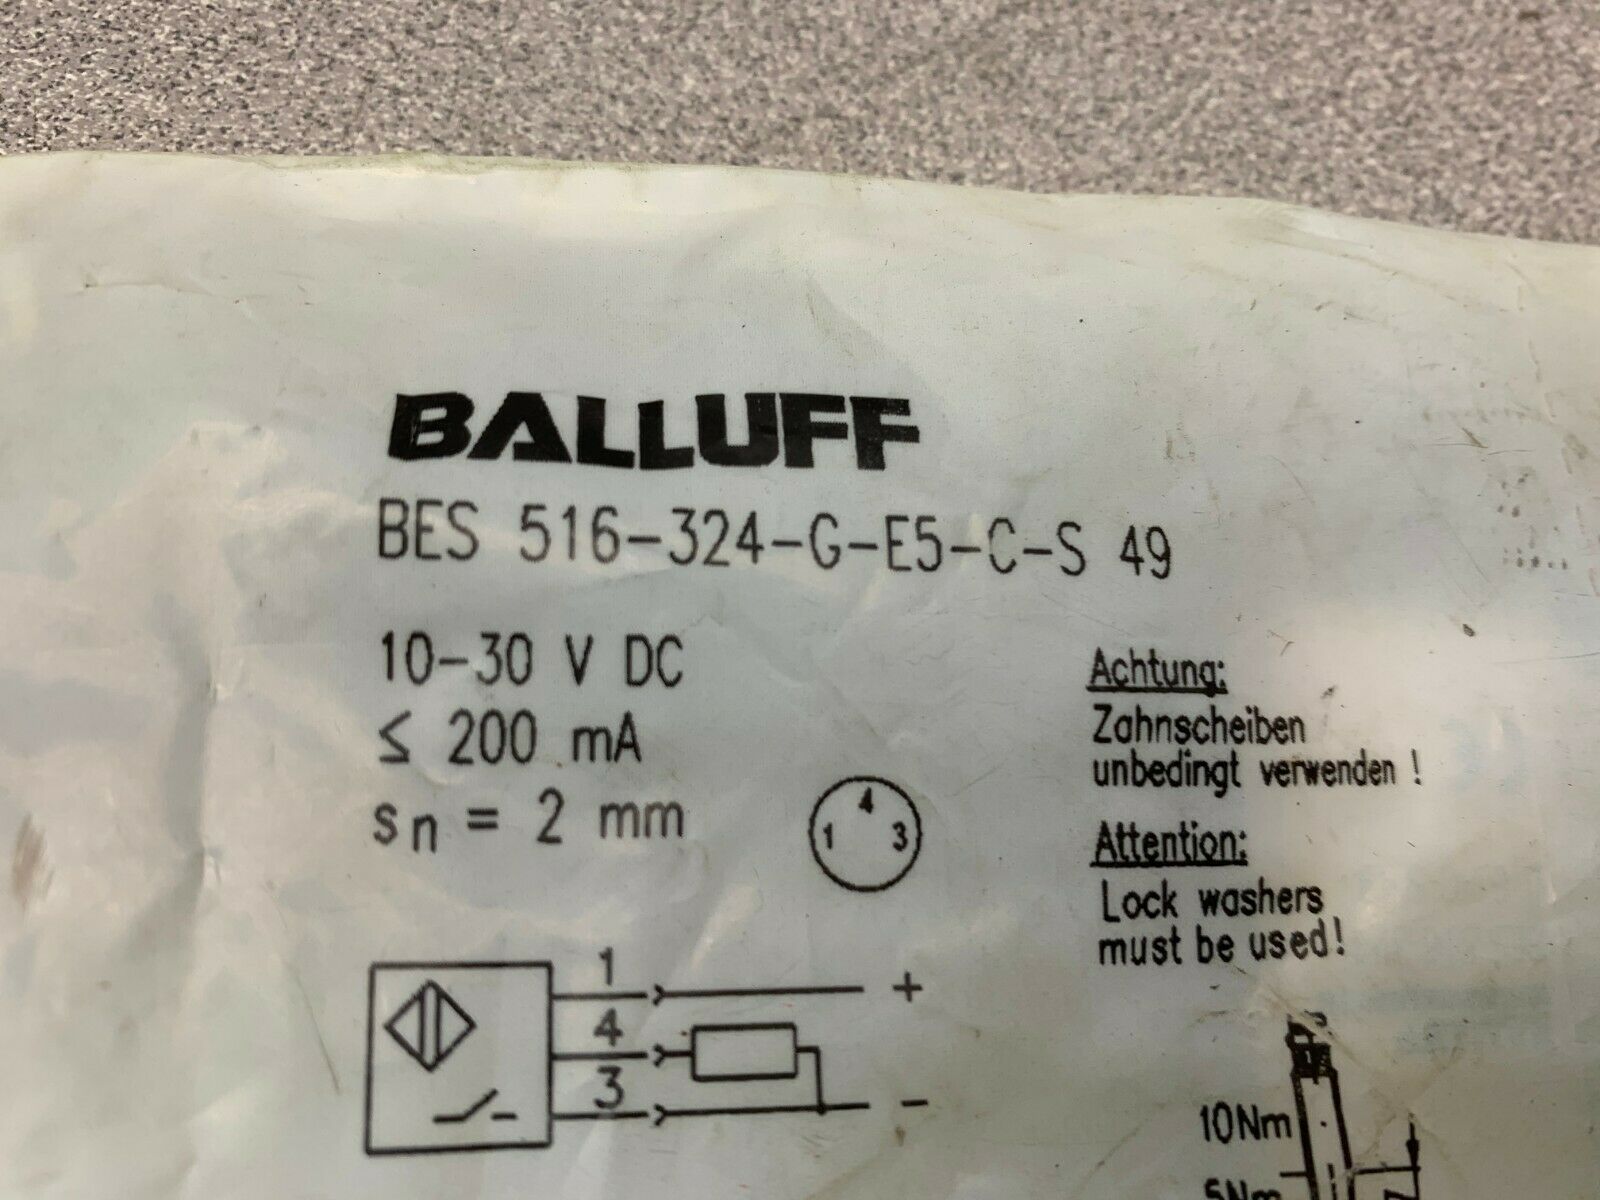 BALLUFF
BES 516-324-G-E5-C-S 49
10-30 V DC
≤ 200 mA
sn = 2 mm
4
1 3
Achtung:
Zahnscheiben
unbedingt verwenden !
Attention:
Lock washers
must be used!
1 +
4
3 -
10Nm
5Nm